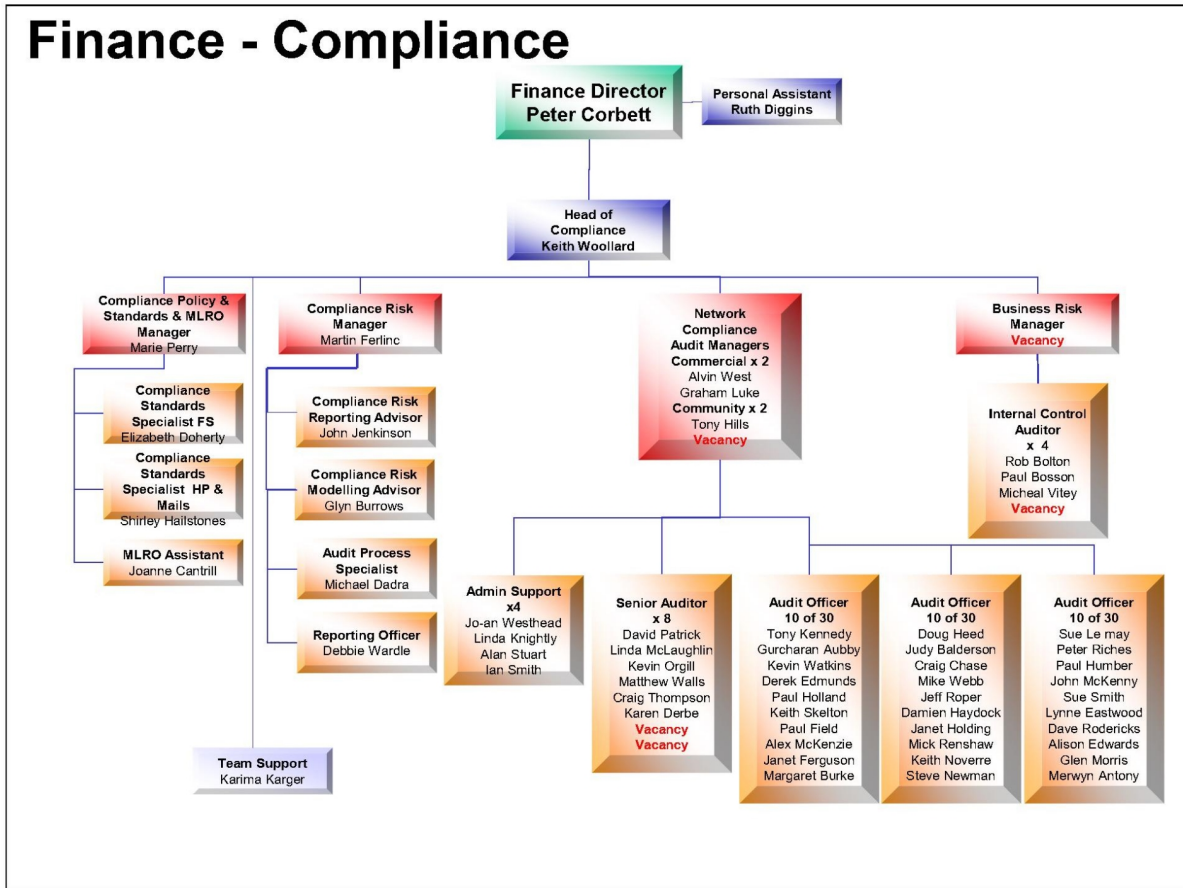 Finance - Compliance
Finance Director
Peter Corbett
Personal Assistant
Ruth Diggins
Head of
Compliance
Keith Woollard
Compliance Policy &
Standards & MLRO
Manager
Marie Perry
Compliance Risk
Manager
Martin Ferlinc
Network
Compliance
Audit Managers
Commercial x 2
Alvin West
Graham Luke
Community x 2
Tony Hills
Vacancy
Business Risk
Manager
Vacancy
Compliance
Standards
Specialist FS
Elizabeth Doherty
Compliance
Standards
Specialist HP &
Mails
Shirley Hailstones
MLRO Assistant
Joanne Cantrill
Compliance Risk
Reporting Advisor
John Jenkinson
Compliance Risk
Modelling Advisor
Glyn Burrows
Audit Process
Specialist
Michael Dadra
Reporting Officer
Debbie Wardle
Internal Control
Auditor
x 4
Rob Bolton
Paul Bosson
Micheal Vitey
Vacancy
Team Support
Karima Karger
Admin Support
x4
Jo-an Westhead
Linda Knightly
Alan Stuart
Ian Smith
Senior Auditor
x 8
David Patrick
Linda McLaughlin
Kevin Orgill
Matthew Walls
Craig Thompson
Karen Derbe
Vacancy
Vacancy
Audit Officer
10 of 30
Tony Kennedy
Gurcharan Aubby
Kevin Watkins
Derek Edmunds
Paul Holland
Keith Skelton
Paul Field
Alex McKenzie
Janet Ferguson
Margaret Burke
Audit Officer
10 of 30
Doug Heed
Judy Balderson
Craig Chase
Mike Webb
Jeff Roper
Damien Haydock
Janet Holding
Mick Renshaw
Keith Noverre
Steve Newman
Audit Officer
10 of 30
Sue Le may
Peter Riches
Paul Humber
John McKenny
Sue Smith
Lynne Eastwood
Dave Rodericks
Alison Edwards
Glen Morris
Merwyn Antony